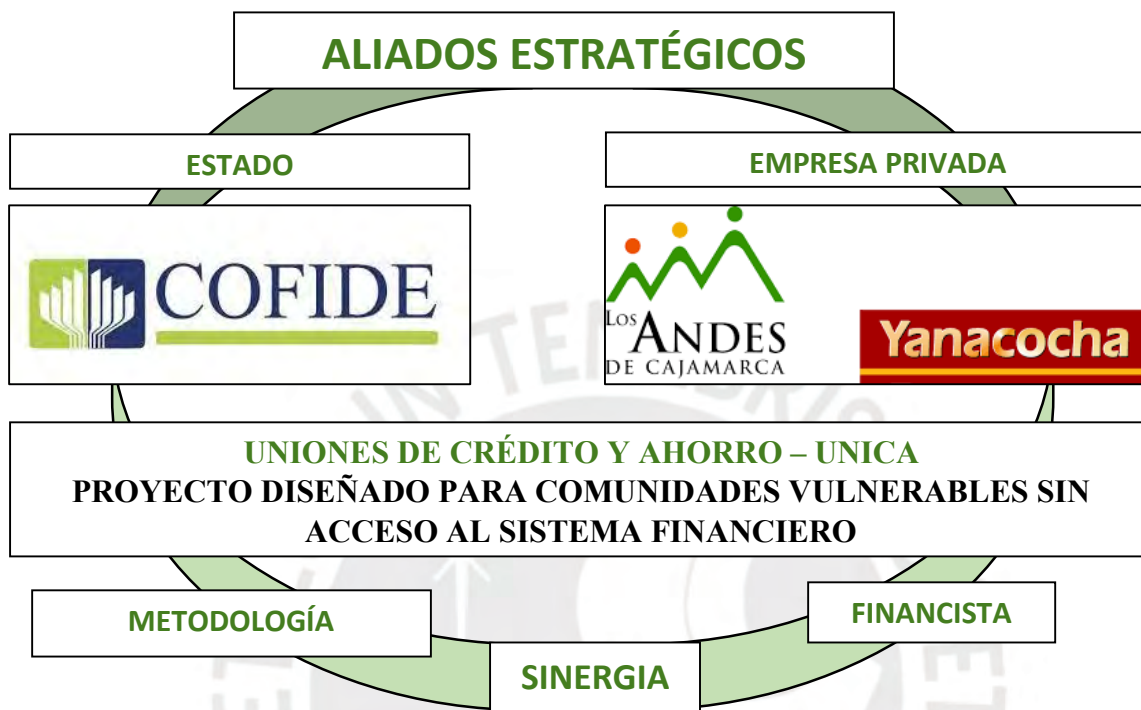 ALIADOS ESTRATÉGICOS
ESTADO
EMPRESA PRIVADA
COFIDE
LOS ANDES
DE CAJAMARCA
Yanacocha
UNIONES DE CRÉDITO Y AHORRO – UNICA
PROYECTO DISEÑADO PARA COMUNIDADES VULNERABLES SIN
ACCESO AL SISTEMA FINANCIERO
METODOLOGÍA
FINANCISTA
SINERGIA